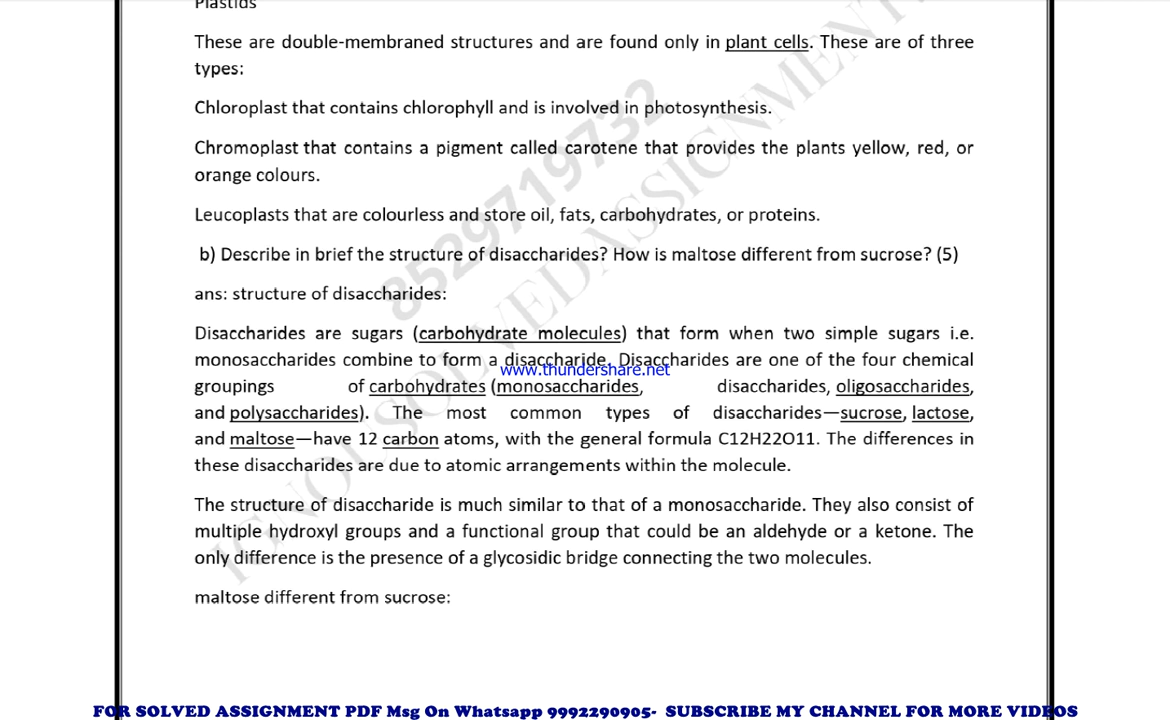 Plastids
These are double-membraned structures and are found only in plant cells. These are of three
types:
Chloroplast that contains chlorophyll and is involved in photosynthesis.
Chromoplast that contains a pigment called carotene that provides the plants yellow, red, or
orange colours.
Leucoplasts that are colourless and store oil, fats, carbohydrates, or proteins.
b) Describe in brief the structure of disaccharides? How is maltose different from sucrose? (5)
ans: structure of disaccharides:
Disaccharides are sugars (carbohydrate molecules) that form when two simple sugars i.e.
monosaccharides combine to form a disaccharide. Disaccharides are one of the four chemical
www.thundershare.net
groupings of carbohydrates (monosaccharides, disaccharides, oligosaccharides,
and polysaccharides). The most common types of disaccharides—sucrose, lactose,
and maltose—have 12 carbon atoms, with the general formula C12H22O11. The differences in
these disaccharides are due to atomic arrangements within the molecule.
The structure of disaccharide is much similar to that of a monosaccharide. They also consist of
multiple hydroxyl groups and a functional group that could be an aldehyde or a ketone. The
only difference is the presence of a glycosidic bridge connecting the two molecules.
maltose different from sucrose:
8529719732
IGNOU SOLVED ASSIGNMENT
FOR SOLVED ASSIGNMENT PDF Msg On Whatsapp 9992290905- SUBSCRIBE MY CHANNEL FOR MORE VIDEOS